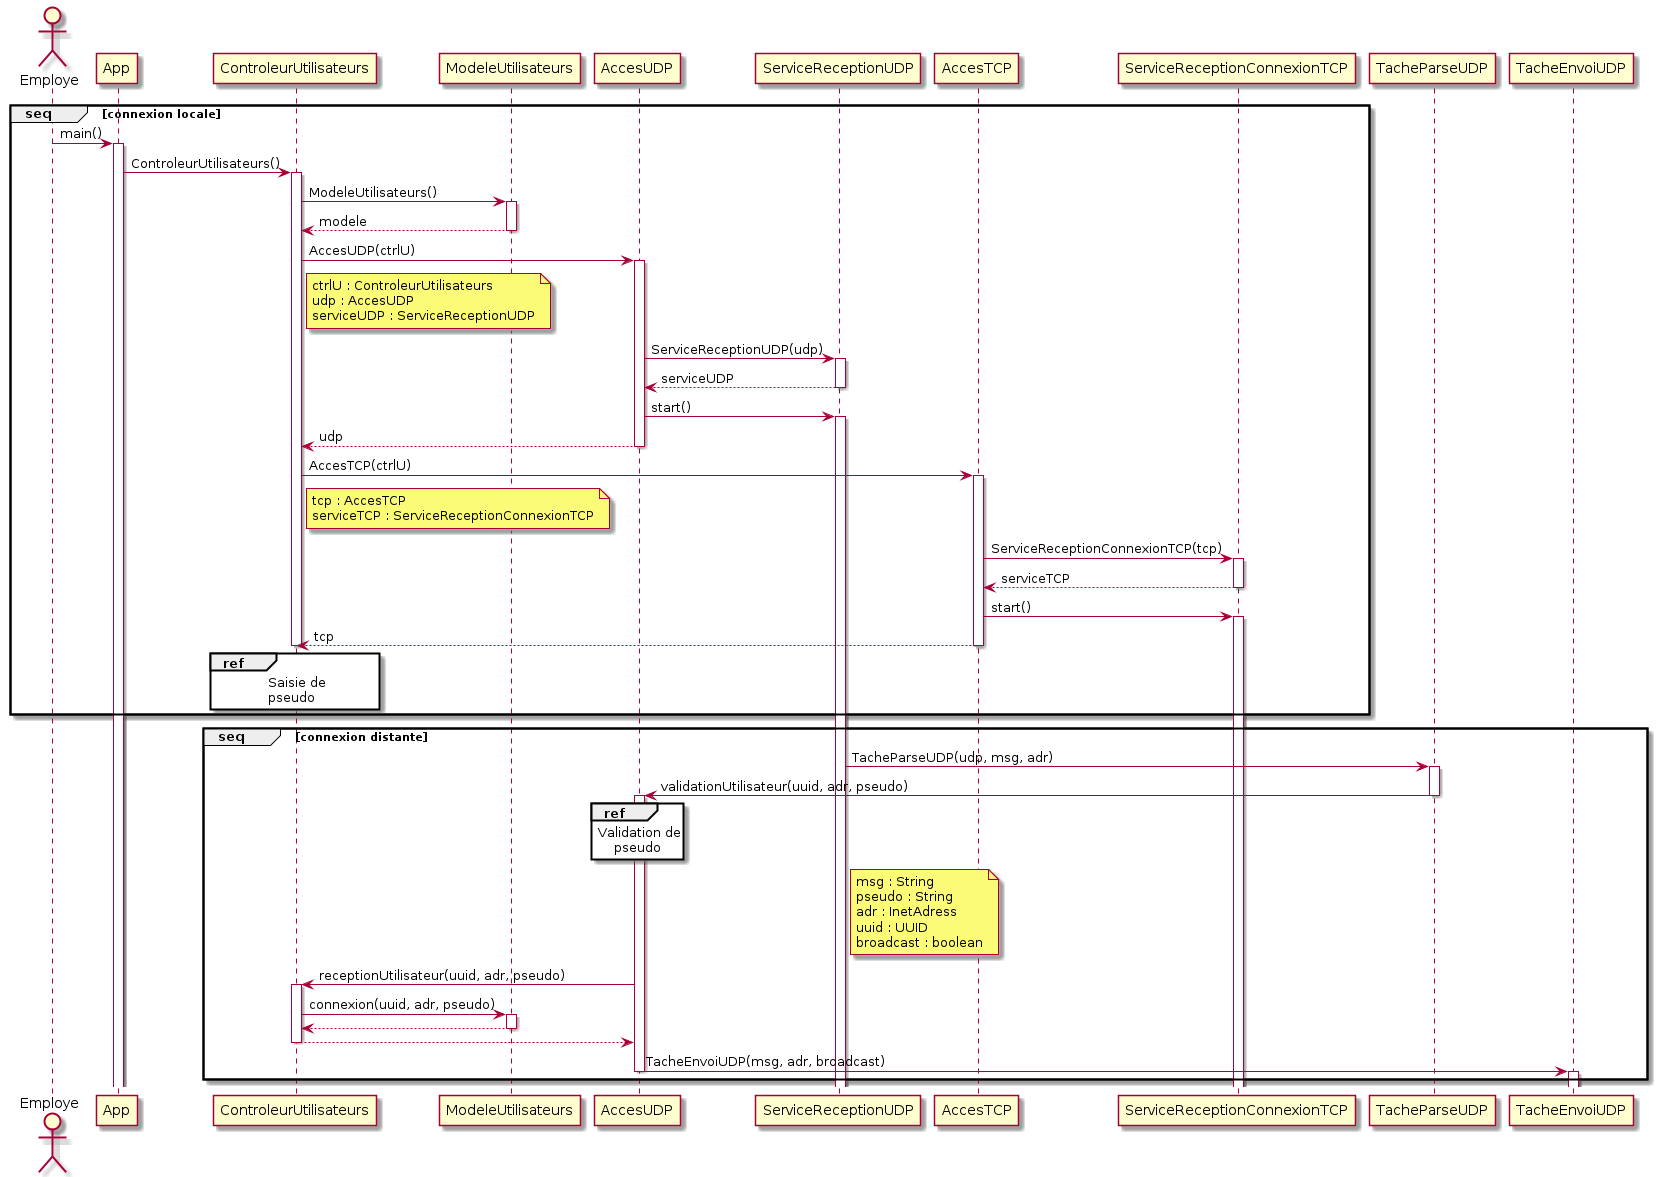 Employe
App
ControleurUtilisateurs
ModeleUtilisateurs
AccesUDP
ServiceReceptionUDP
AccesTCP
ServiceReceptionConnexionTCP
TacheParseUDP
TacheEnvoiUDP
seq
[connexion locale]
main()
ControleurUtilisateurs()
ModeleUtilisateurs()
modele
AccesUDP(ctrlU)
ctrlU : ControleurUtilisateurs
udp : AccesUDP
serviceUDP : ServiceReceptionUDP
ServiceReceptionUDP(udp)
serviceUDP
start()
udp
AccesTCP(ctrlU)
tcp : AccesTCP
serviceTCP : ServiceReceptionConnexionTCP
ServiceReceptionConnexionTCP(tcp)
serviceTCP
start()
tcp
ref
Saisie de
pseudo
seq
[connexion distante]
TacheParseUDP(udp, msg, adr)
validationUtilisateur(uuid, adr, pseudo)
ref
Validation de
pseudo
msg : String
pseudo : String
adr : InetAdress
uuid : UUID
broadcast : boolean
receptionUtilisateur(uuid, adr, pseudo)
connexion(uuid, adr, pseudo)
TacheEnvoiUDP(msg, adr, broadcast)
Employe
App
ControleurUtilisateurs
ModeleUtilisateurs
AccesUDP
ServiceReceptionUDP
AccesTCP
ServiceReceptionConnexionTCP
TacheParseUDP
TacheEnvoiUDP